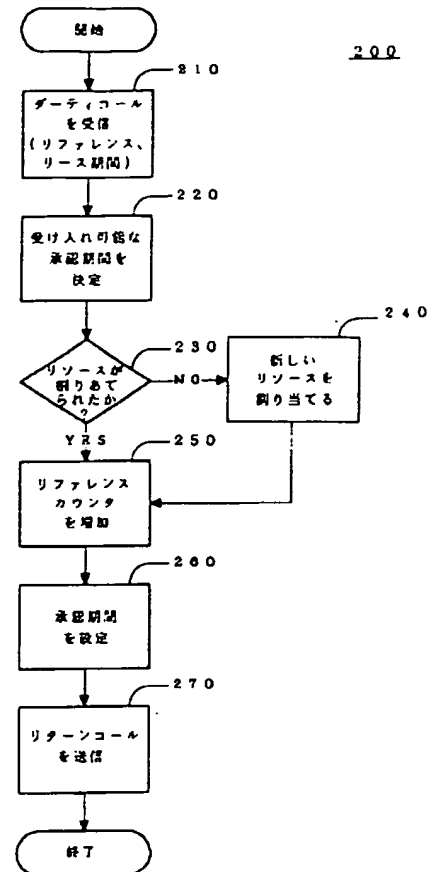 開始
200
210
ダーティコール
を受信
(リファレンス、
リース期間)
220
受け入れ可能な
承認期間を
決定
230
リソースが
割りあて
られたか
?
NO
240
新しい
リソースを
割り当てる
YRS
250
リファレンス
カウンタ
を増加
260
承認期間
を設定
270
リターンコール
を送信
終了